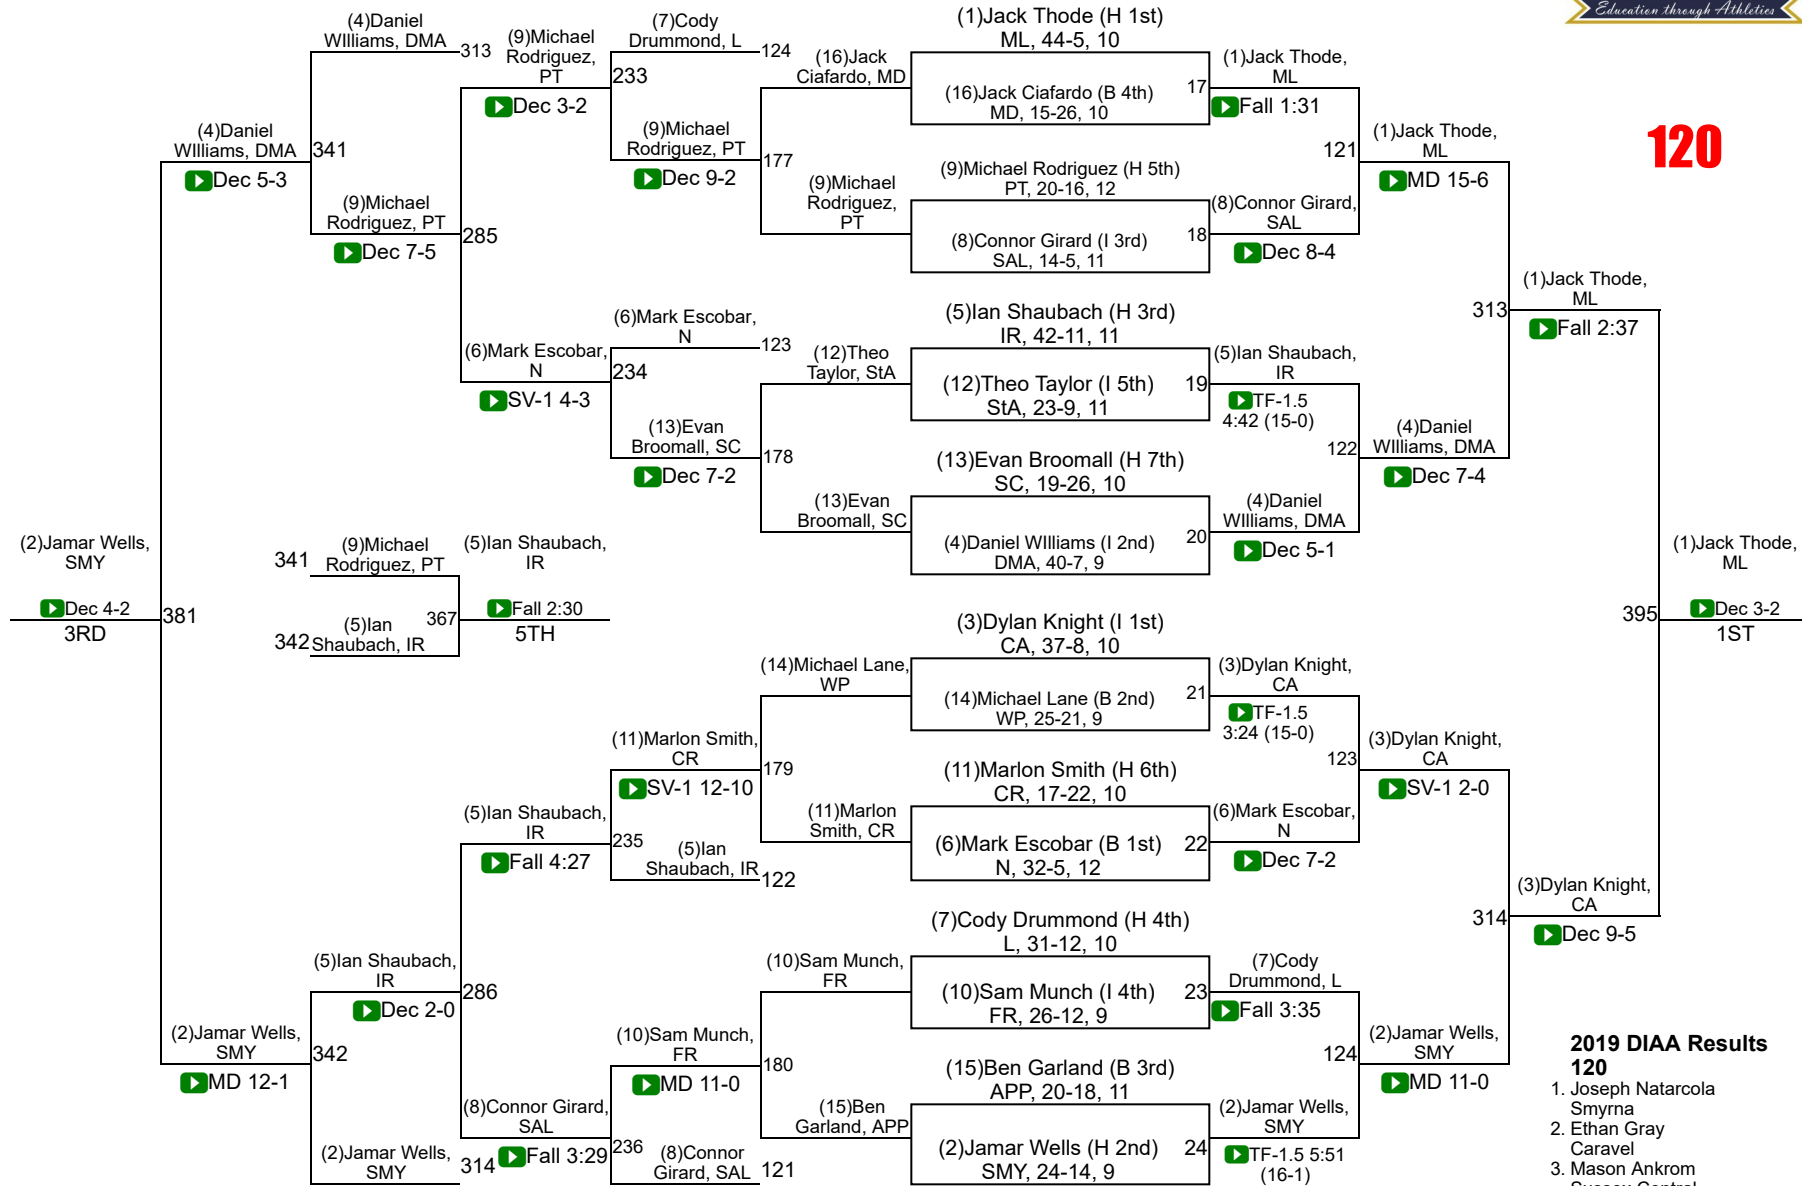 Education through Athletics
120
(4)Daniel
WIlliams, DMA
313
(9)Michael
Rodriguez,
PT
Dec 3-2
(7)Cody
Drummond, L
124
233
(4)Daniel
WIlliams, DMA
Dec 5-3
341
(9)Michael
Rodriguez, PT
Dec 7-5
285
(9)Michael
Rodriguez, PT
Dec 9-2
177
(16)Jack
Ciafardo, MD
(9)Michael
Rodriguez,
PT
(1)Jack Thode (H 1st)
ML, 44-5, 10
(16)Jack Ciafardo (B 4th)
MD, 15-26, 10
17
(1)Jack Thode,
ML
Fall 1:31
(9)Michael Rodriguez (H 5th)
PT, 20-16, 12
(8)Connor Girard (I 3rd)
SAL, 14-5, 11
18
(8)Connor Girard,
SAL
Dec 8-4
121
(1)Jack Thode,
ML
MD 15-6
(6)Mark Escobar,
N
SV-1 4-3
234
(6)Mark Escobar,
N
123
(13)Evan
Broomall, SC
Dec 7-2
178
(12)Theo
Taylor, StA
(13)Evan
Broomall, SC
(5)Ian Shaubach (H 3rd)
IR, 42-11, 11
(12)Theo Taylor (I 5th)
StA, 23-9, 11
19
(5)Ian Shaubach,
IR
TF-1.5
4:42 (15-0)
(13)Evan Broomall (H 7th)
SC, 19-26, 10
(4)Daniel WIlliams (I 2nd)
DMA, 40-7, 9
20
(4)Daniel
WIlliams, DMA
Dec 5-1
122
(4)Daniel
WIlliams, DMA
Dec 7-4
313
(1)Jack Thode,
ML
Fall 2:37
(2)Jamar Wells,
SMY
Dec 4-2
3RD
381
341
(9)Michael
Rodriguez, PT
342
(5)Ian
Shaubach, IR
367
(5)Ian Shaubach,
IR
Fall 2:30
5TH
395
(1)Jack Thode,
ML
Dec 3-2
1ST
(3)Dylan Knight (I 1st)
CA, 37-8, 10
(14)Michael Lane (B 2nd)
WP, 25-21, 9
21
(14)Michael Lane,
WP
(3)Dylan Knight,
CA
TF-1.5
3:24 (15-0)
(11)Marlon Smith,
CR
SV-1 12-10
179
(11)Marlon
Smith, CR
(11)Marlon Smith (H 6th)
CR, 17-22, 10
(6)Mark Escobar (B 1st)
N, 32-5, 12
22
(6)Mark Escobar,
N
Dec 7-2
123
(3)Dylan Knight,
CA
SV-1 2-0
(5)Ian Shaubach,
IR
Fall 4:27
235
(5)Ian
Shaubach, IR
122
314
(3)Dylan Knight,
CA
Dec 9-5
(5)Ian Shaubach,
IR
Dec 2-0
286
(10)Sam Munch,
FR
(7)Cody Drummond (H 4th)
L, 31-12, 10
(10)Sam Munch (I 4th)
FR, 26-12, 9
23
(7)Cody
Drummond, L
Fall 3:35
(2)Jamar Wells,
SMY
MD 12-1
342
(10)Sam Munch,
FR
MD 11-0
180
(15)Ben
Garland, APP
(15)Ben Garland (B 3rd)
APP, 20-18, 11
(2)Jamar Wells (H 2nd)
SMY, 24-14, 9
24
(2)Jamar Wells,
SMY
TF-1.5 5:51
(16-1)
124
(2)Jamar Wells,
SMY
MD 11-0
(8)Connor Girard,
SAL
Fall 3:29
236
(8)Connor
Girard, SAL
121
(2)Jamar Wells,
SMY
314
2019 DIAA Results
120
1. Joseph Natarcola
Smyrna
2. Ethan Gray
Caravel
3. Mason Ankrom
Sussex Central